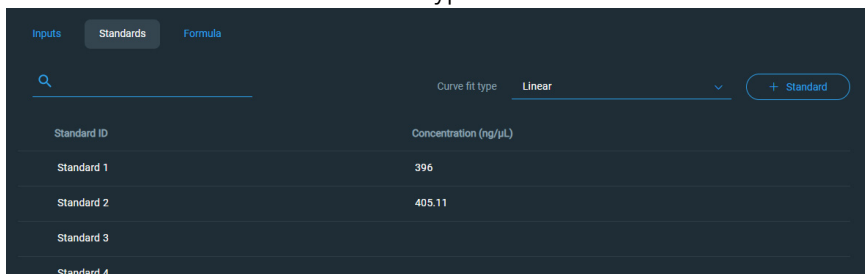 Inputs Standards Formula
Curve fit type Linear + Standard
Standard ID Concentration (ng/µL)
Standard 1 396
Standard 2 405.11
Standard 3
Standard 4